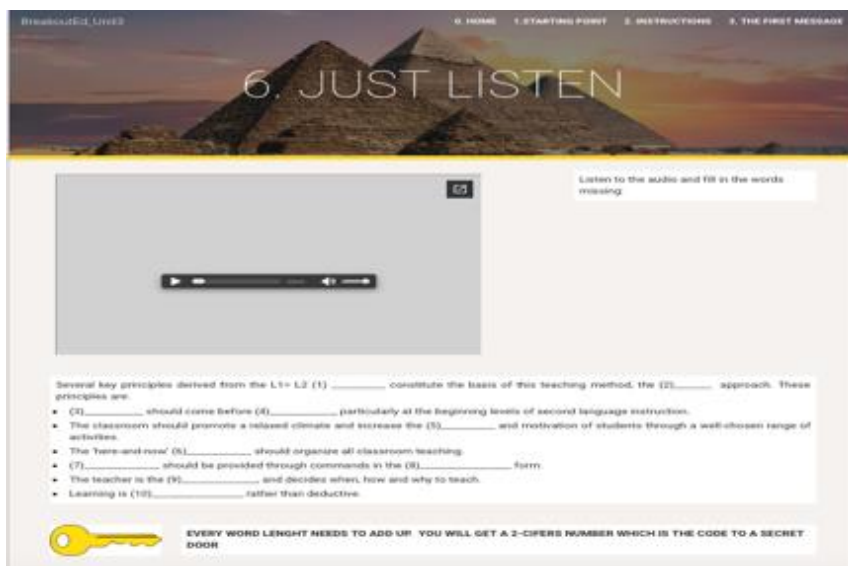 BreakoutEd_Unit3
0. HOME 1.STARTING POINT 2. INSTRUCTIONS 3. THE FIRST MESSAGE
6. JUST LISTEN
Listen to the audio and fill in the words
missing:
Several key principles derived from the L1= L2 (1) _________ constitute the basis of this teaching method, the (2)______ approach. These
principles are:
• (3)__________ should come before (4)___________ particularly at the beginning levels of second language instruction.
• The classroom should promote a relaxed climate and increase the (5)_________ and motivation of students through a well-chosen range of
activities.
• The 'here-and-now' (6)___________ should organize all classroom teaching.
• (7)_____________ should be provided through commands in the (8)_______________ form.
• The teacher is the (9)_____________ and decides when, how and why to teach.
• Learning is (10)_____________ rather than deductive.
EVERY WORD LENGHT NEEDS TO ADD UP. YOU WILL GET A 2-CIFERS NUMBER WHICH IS THE CODE TO A SECRET
DOOR